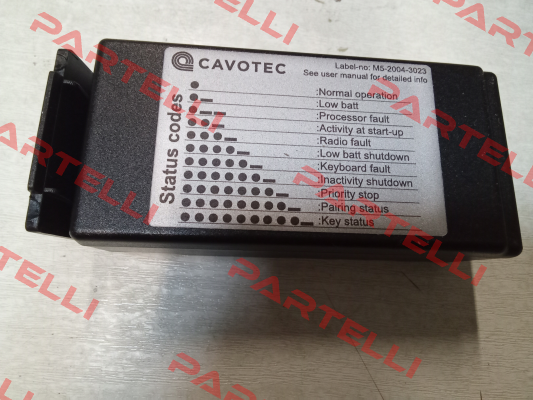 CAVOTEC
Label-no: M5-2004-3023
See user manual for detailed info
Status codes
:Normal operation
:Low batt
:Processor fault
:Activity at start-up
:Radio fault
:Low batt shutdown
:Keyboard fault
:Inactivity shutdown
:Priority stop
:Pairing status
:Key status
PARTELLI
PARTELLI
PARTELLI
PARTELLI
PARTELLI
PARTELLI